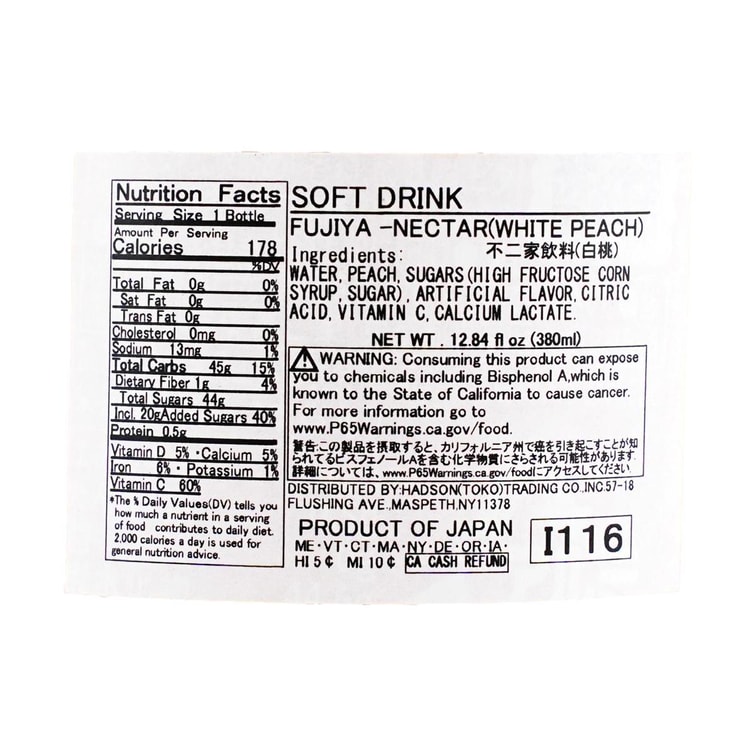 Nutrition Facts
Serving Size 1 Bottle
Amount Per Serving
Calories 178
%DV
Total Fat 0g 0%
Sat Fat 0g 0%
Trans Fat 0g
Cholesterol 0mg 0%
Sodium 13mg 1%
Total Carbs 45g 15%
Dietary Fiber 1g 4%
Total Sugars 44g
Incl. 20gAdded Sugars 40%
Protein 0.5g
Vitamin D 5% · Calcium 5%
Iron 6% · Potassium 1%
Vitamin C 60%
*The % Daily Values(DV) tells you
how much a nutrient in a serving
of food contributes to daily diet.
2,000 calories a day is used for
general nutrition advice.
SOFT DRINK
FUJIYA -NECTAR(WHITE PEACH)
Ingredients: 不二家飲料(白桃)
WATER, PEACH, SUGARS (HIGH FRUCTOSE CORN
SYRUP, SUGAR), ARTIFICIAL FLAVOR, CITRIC
ACID, VITAMIN C, CALCIUM LACTATE.
NET WT . 12.84 fl oz (380ml)
WARNING: Consuming this product can expose
you to chemicals including Bisphenol A,which is
known to the State of California to cause cancer.
For more information go to
www.P65Warnings.ca.gov/food.
警告:この製品を摂取すると、カリフォルニア州で癌を引き起こすことが知
られてるビスフェノールAを含む化学物質にさらされる可能性があります.
詳細については、www.P65Warnings.ca.gov/foodにアクセスしてください.
DISTRIBUTED BY:HADSON(TOKO)TRADING CO.,INC.57-18
FLUSHING AVE.,MASPETH,NY11378
PRODUCT OF JAPAN
ME·VT·CT·MA·NY·DE·OR·IA·
HI 5¢ MI 10¢ CA CASH REFUND
I116